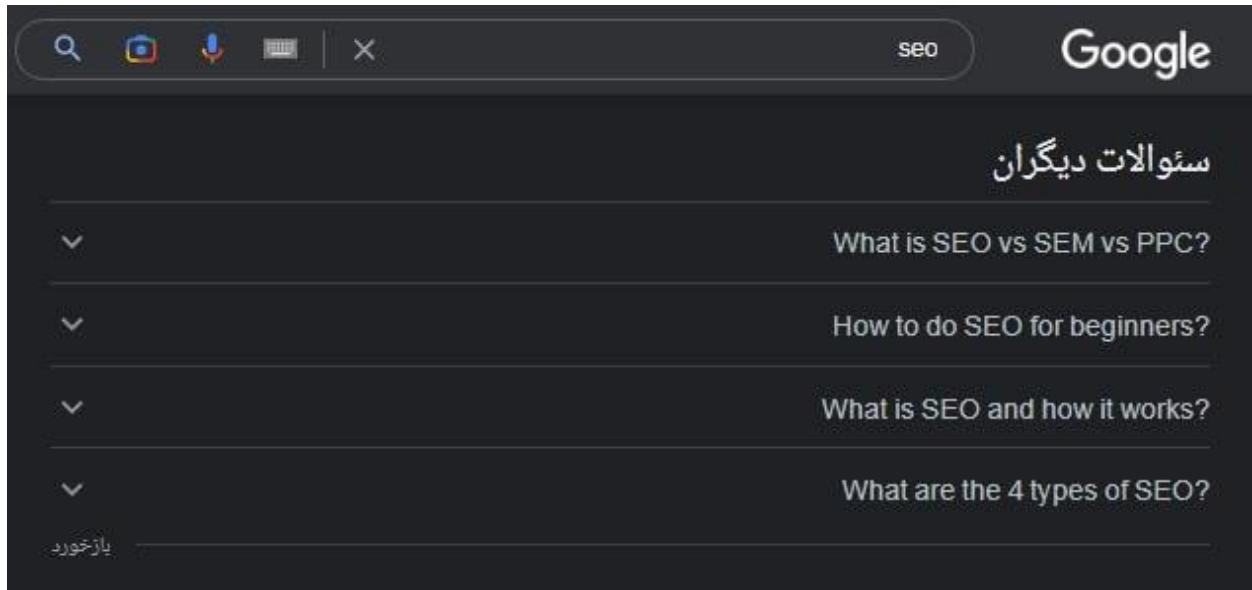 Google
seo
سئوالات دیگران
What is SEO vs SEM vs PPC?
How to do SEO for beginners?
What is SEO and how it works?
What are the 4 types of SEO?
بازخورد